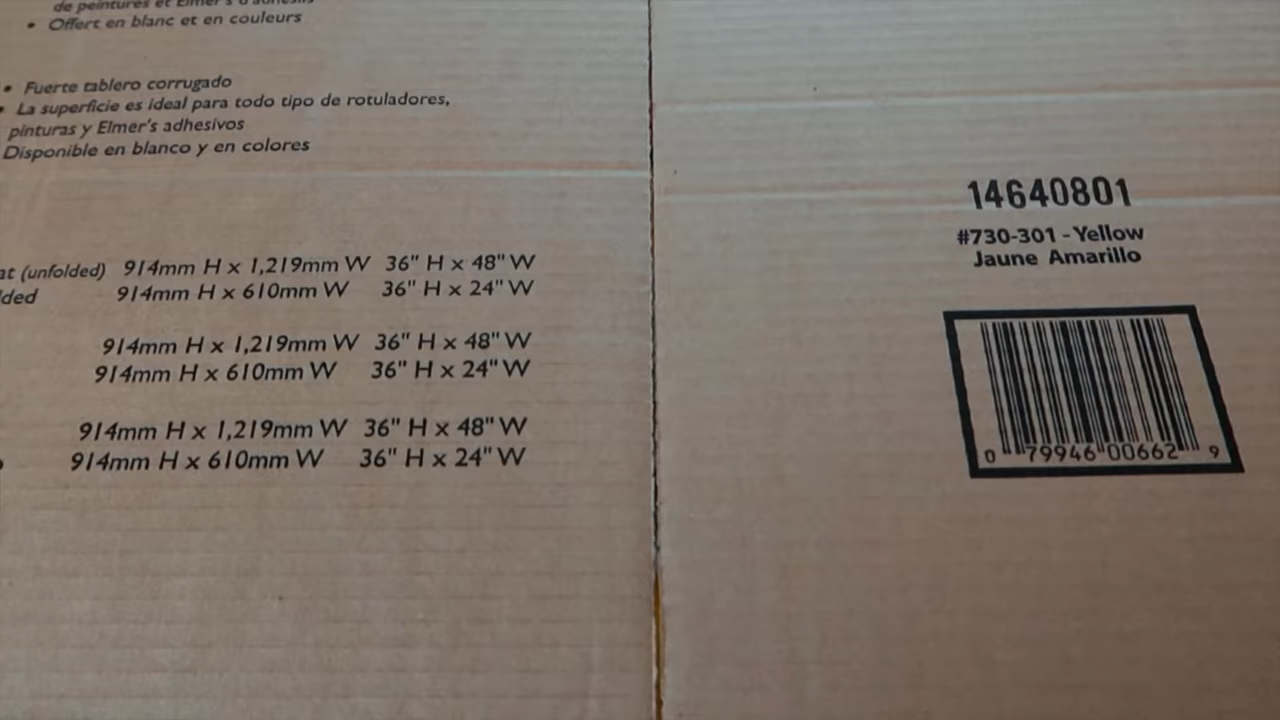 de peintures et Elmer's d'adhésifs
• Offert en blanc et en couleurs
• Fuerte tablero corrugado
• La superficie es ideal para todo tipo de rotuladores,
pinturas y Elmer's adhesivos
Disponible en blanco y en colores
(unfolded) 914mm H x 1,219mm W 36" H x 48" W
914mm H x 610mm W 36" H x 24" W
914mm H x 1,219mm W 36" H x 48" W
914mm H x 610mm W 36" H x 24" W
914mm H x 1,219mm W 36" H x 48" W
914mm H x 610mm W 36" H x 24" W
14640801
#730-301 - Yellow
Jaune Amarillo
0 79946 00662 9